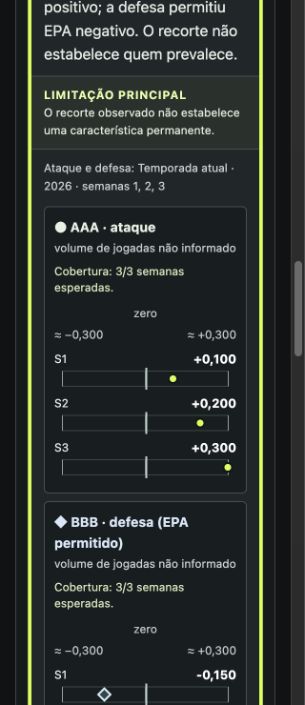 positivo; a defesa permitiu
EPA negativo. O recorte não
estabelece quem prevalece.
LIMITAÇÃO PRINCIPAL
O recorte observado não estabelece
uma característica permanente.
Ataque e defesa: Temporada atual ·
2026 · semanas 1, 2, 3
AAA · ataque
volume de jogadas não informado
Cobertura: 3/3 semanas
esperadas.
zero
≈ −0,300 ≈ +0,300
S1 +0,100
S2 +0,200
S3 +0,300
BBB · defesa (EPA
permitido)
volume de jogadas não informado
Cobertura: 3/3 semanas
esperadas.
zero
≈ −0,300 ≈ +0,300
S1 -0,150